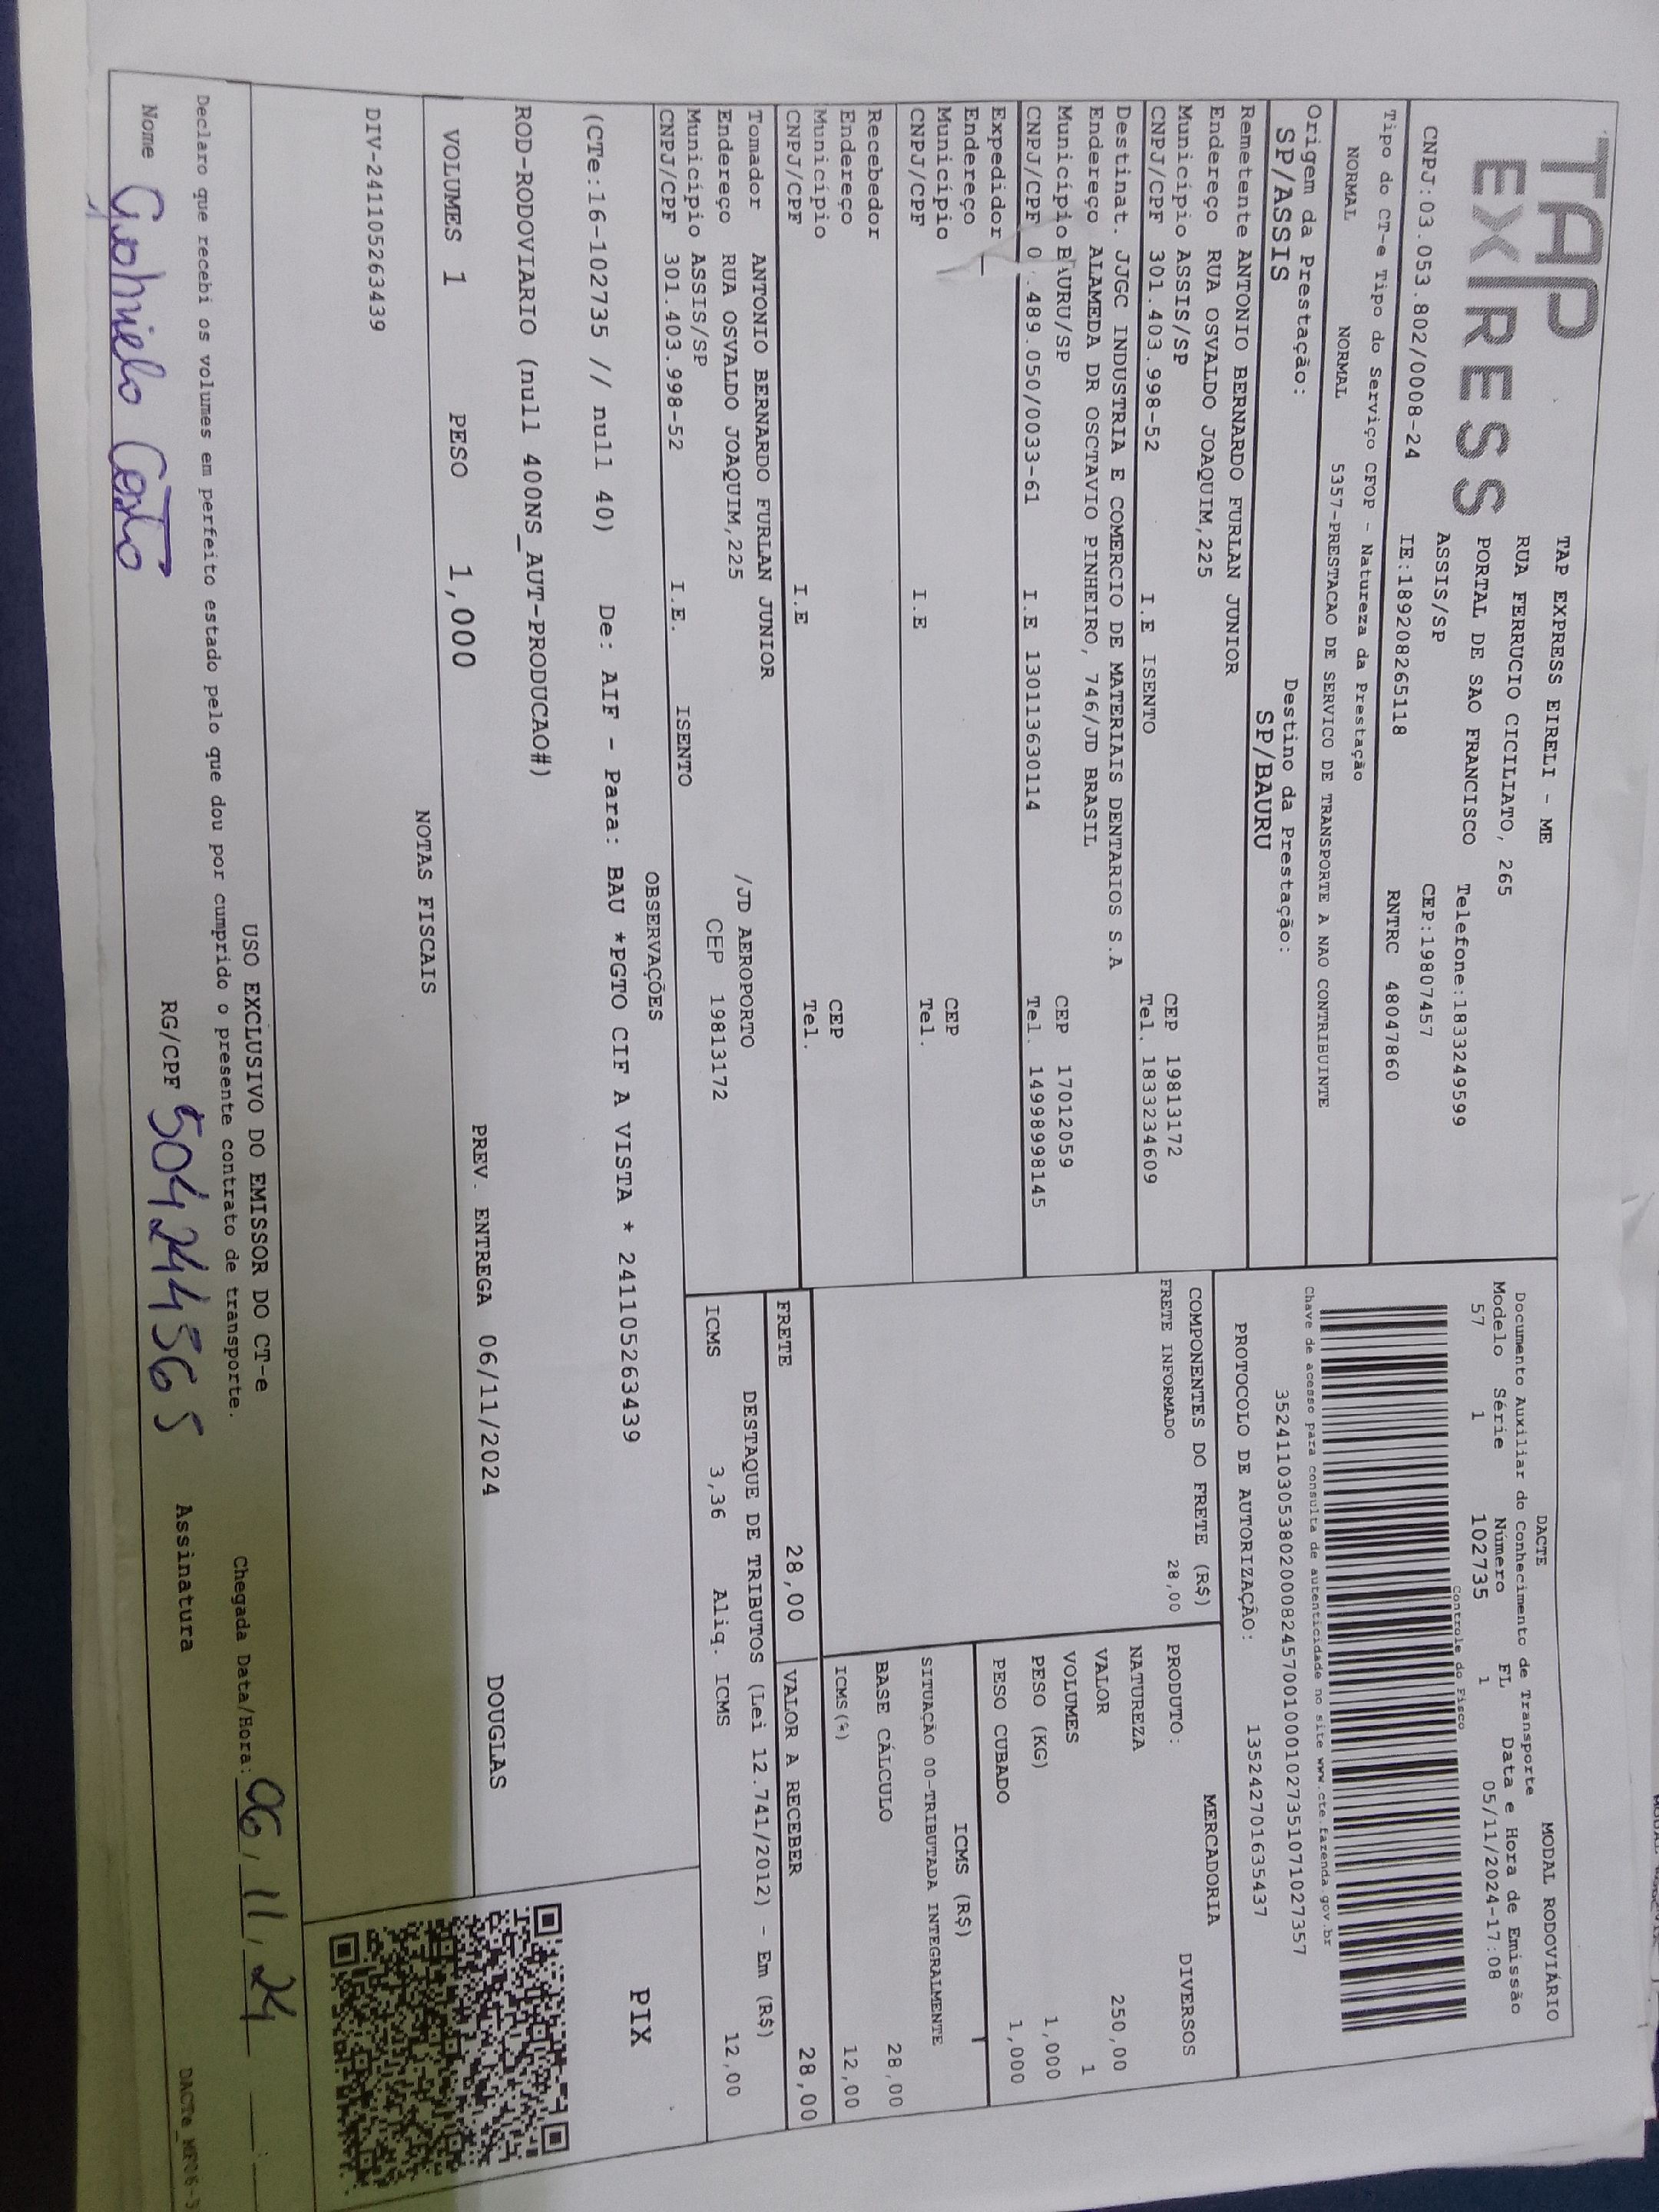 TAP
EXPRESS
TAP EXPRESS EIRELI - ME
RUA FERRUCIO CICILIATO, 265
PORTAL DE SAO FRANCISCO Telefone:1833249599
ASSIS/SP CEP:19807457
CNPJ:03.053.802/0008-24 IE:189208265118 RNTRC 48047860
Tipo do CT-e Tipo do Serviço CFOP - Natureza da Prestação
NORMAL NORMAL 5357-PRESTACAO DE SERVICO DE TRANSPORTE A NAO CONTRIBUINTE
Origem da Prestação: Destino da Prestação:
SP/ASSIS SP/BAURU
DACTE MODAL RODOVIÁRIO
Documento Auxiliar do Conhecimento de Transporte
Modelo Série Número FL Data e Hora de Emissão
57 1 102735 1 05/11/2024-17:08
Controle do Fisco
Chave de acesso para consulta de autenticidade no site www.cte.fazenda.gov.br
35241103053802000824570010001027351071027357
PROTOCOLO DE AUTORIZAÇÃO: 135242701635437
Remetente ANTONIO BERNARDO FURLAN JUNIOR
Endereço RUA OSVALDO JOAQUIM,225
Município ASSIS/SP CEP 19813172
CNPJ/CPF 301.403.998-52 I.E ISENTO Tel. 1833234609
Destinat. JJGC INDUSTRIA E COMERCIO DE MATERIAIS DENTARIOS S.A
Endereço ALAMEDA DR OSCTAVIO PINHEIRO, 746/JD BRASIL
Município BAURU/SP CEP 17012059
CNPJ/CPF 0 .489.050/0033-61 I.E 130113630114 Tel. 14998998145
Expedidor
Endereço
Município CEP
CNPJ/CPF I.E Tel.
Recebedor
Endereço
Município CEP
CNPJ/CPF I.E Tel.
Tomador ANTONIO BERNARDO FURLAN JUNIOR
Endereço RUA OSVALDO JOAQUIM,225 /JD AEROPORTO
Município ASSIS/SP CEP 19813172
CNPJ/CPF 301.403.998-52 I.E. ISENTO
COMPONENTES DO FRETE (R$)
FRETE INFORMADO 28,00
MERCADORIA
PRODUTO: DIVERSOS
NATUREZA
VALOR 250,00
VOLUMES 1
PESO (KG) 1,000
PESO CUBADO 1,000
ICMS (R$)
SITUAÇÃO 00-TRIBUTADA INTEGRALMENTE
BASE CÁLCULO 28,00
ICMS(%) 12,00
FRETE 28,00 VALOR A RECEBER 28,00
DESTAQUE DE TRIBUTOS (Lei 12.741/2012) - Em (R$)
ICMS 3,36 Aliq. ICMS 12,00
OBSERVAÇÕES
(CTe:16-102735 // null 40) De: AIF - Para: BAU *PGTO CIF A VISTA * 241105263439
ROD-RODOVIARIO (null 400NS_AUT-PRODUCAO#)
PIX
VOLUMES 1 PESO 1,000 PREV. ENTREGA 06/11/2024 DOUGLAS
NOTAS FISCAIS
DIV-241105263439
USO EXCLUSIVO DO EMISSOR DO CT-e
Declaro que recebi os volumes em perfeito estado pelo que dou por cumprido o presente contrato de transporte.
Chegada Data/Hora: 06/11/24
Nome RG/CPF Assinatura